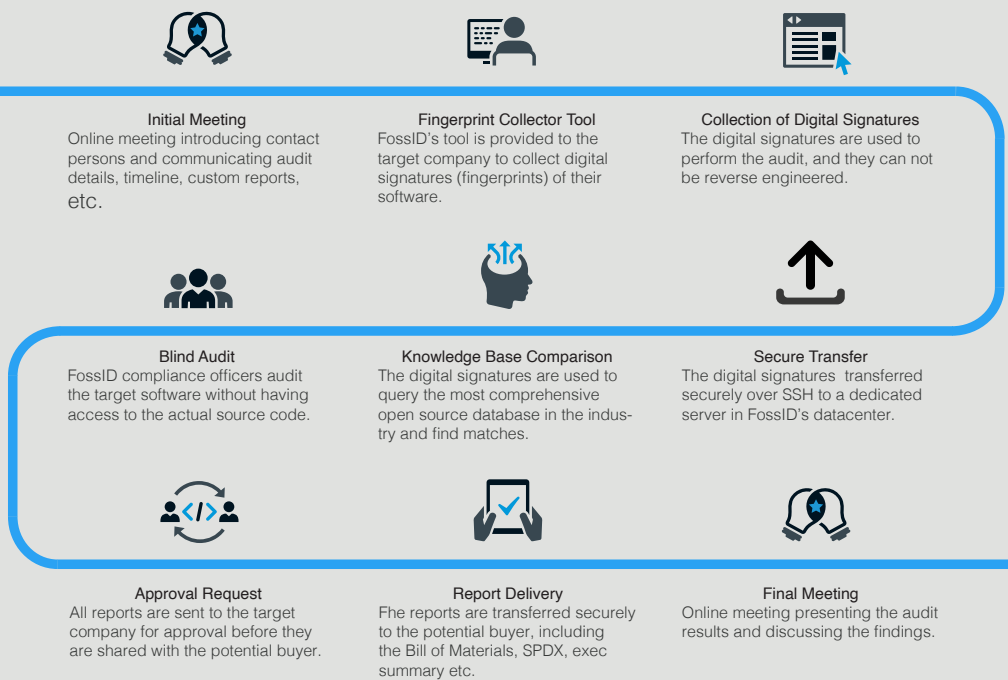 Initial Meeting
Online meeting introducing contact
persons and communicating audit
details, timeline, custom reports,
etc.
Fingerprint Collector Tool
FossID's tool is provided to the
target company to collect digital
signatures (fingerprints) of their
software.
Collection of Digital Signatures
The digital signatures are used to
perform the audit, and they can not
be reverse engineered.
Blind Audit
FossID compliance officers audit
the target software without having
access to the actual source code.
Knowledge Base Comparison
The digital signatures are used to
query the most comprehensive
open source database in the indus-
try and find matches.
Secure Transfer
The digital signatures  transferred
securely over SSH to a dedicated
server in FossID's datacenter.
Approval Request
All reports are sent to the target
company for approval before they
are shared with the potential buyer.
Report Delivery
Fhe reports are transferred securely
to the potential buyer, including
the Bill of Materials, SPDX, exec
summary etc.
Final Meeting
Online meeting presenting the audit
results and discussing the findings.